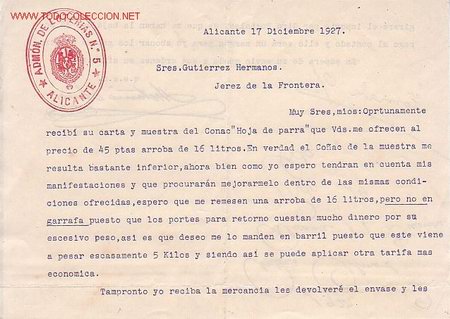 www.TODOCOLECCION.NET
ADMÓN. DE LOTERIAS N.º 5
ALICANTE
Alicante 17 Diciembre 1927.
Sres.Gutierrez Hermanos.
Jerez de la Frontera.
Muy Sres,mios:Oprtunamente
recibí su carta y muestra del Conac"Hoja de parra"que Vds.me ofrecen al
precio de 45 ptas arroba de 16 litros.En verdad el Coñac de la muestra me
resulta bastante inferior,ahora bien como yo espero tendran en cuenta mis
manifestaciones y que procurarán mejorarmelo dentro de las mismas condi-
ciones ofrecidas,espero que me remesen una arroba de 16 litros,pero no en
garrafa puesto que los portes para retorno cuestan mucho dinero por su
escesivo peso,asi es que deseo me lo manden en barril puesto que este viene
a pesar escasamente 5 Kilos y siendo así se puede aplicar otra tarifa mas
economica.
Tampronto yo reciba la mercancia les devolveré el envase y les